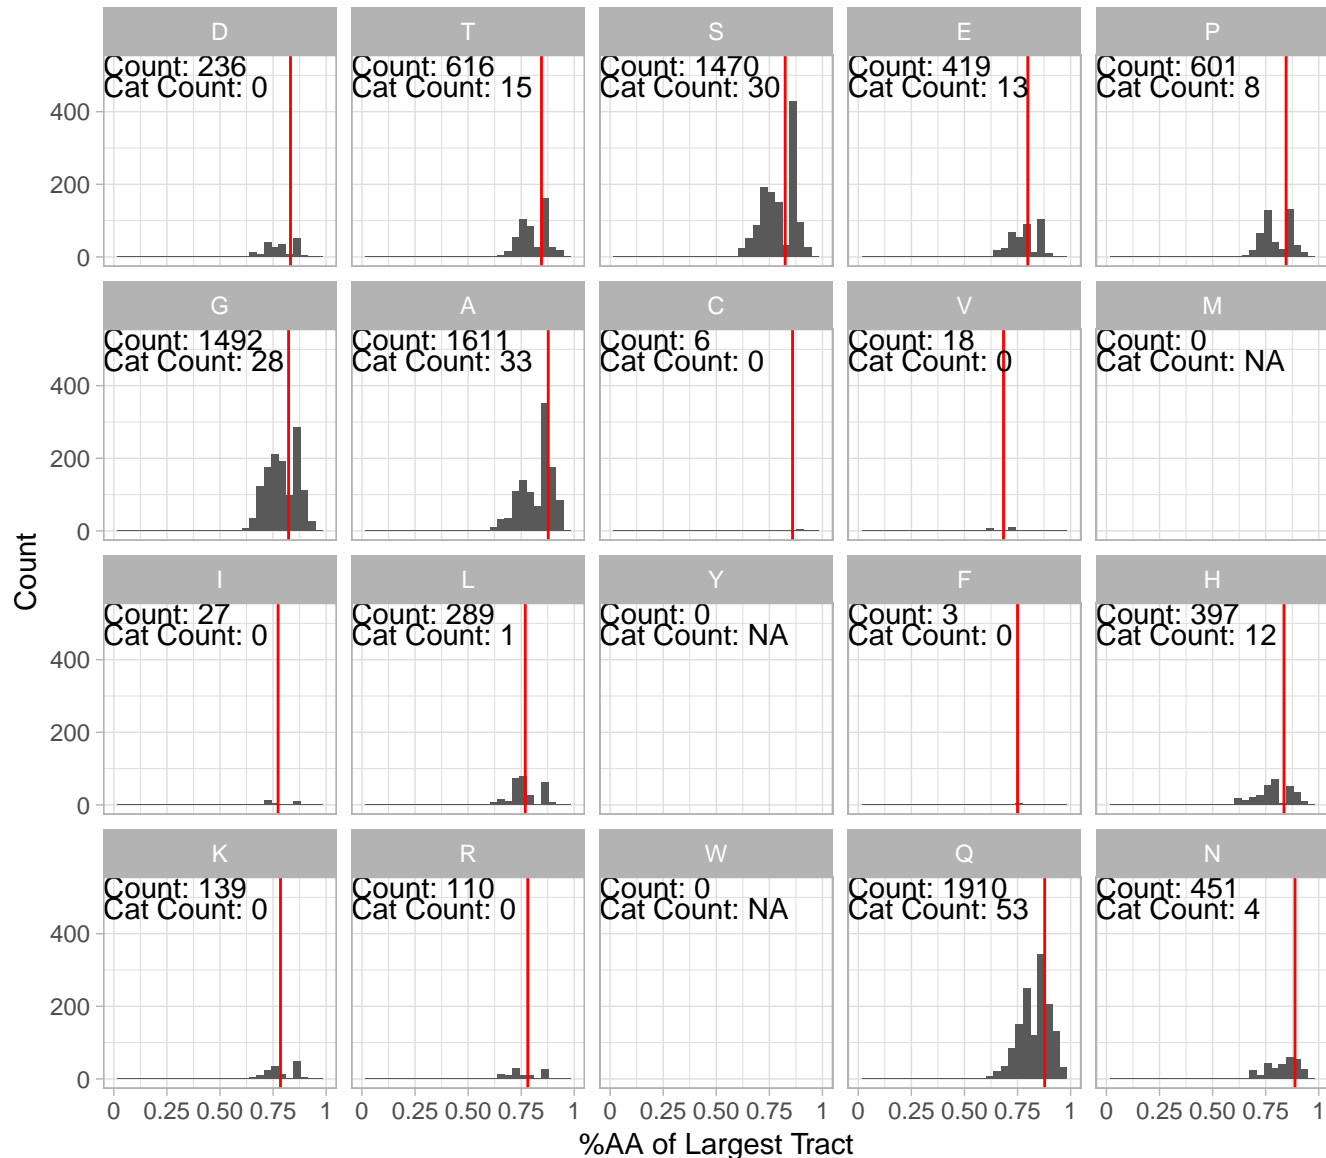 D T S E P
Count: 236 Count: 616 Count: 1470 Count: 419 Count: 601
Cat Count: 0 Cat Count: 15 Cat Count: 30 Cat Count: 13 Cat Count: 8
400
200
0
G A C V M
Count: 1492 Count: 1611 Count: 6 Count: 18 Count: 0
Cat Count: 28 Cat Count: 33 Cat Count: 0 Cat Count: 0 Cat Count: NA
400
200
0
Count
I L Y F H
Count: 27 Count: 289 Count: 0 Count: 3 Count: 397
Cat Count: 0 Cat Count: 1 Cat Count: NA Cat Count: 0 Cat Count: 12
400
200
0
K R W Q N
Count: 139 Count: 110 Count: 0 Count: 1910 Count: 451
Cat Count: 0 Cat Count: 0 Cat Count: NA Cat Count: 53 Cat Count: 4
400
200
0
0 0.25 0.50 0.75 1 0 0.25 0.50 0.75 1 0 0.25 0.50 0.75 1 0 0.25 0.50 0.75 1 0 0.25 0.50 0.75 1
%AA of Largest Tract